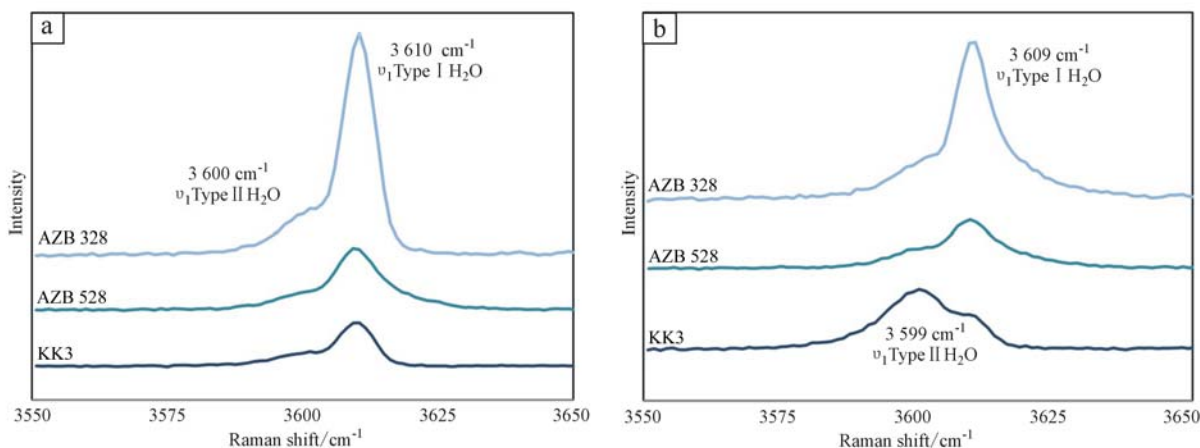 a
3 610 cm⁻¹
υ₁Type Ⅰ H₂O
3 600 cm⁻¹
υ₁Type Ⅱ H₂O
AZB 328
AZB 528
KK3
Intensity
3550 3575 3600 3625 3650
Raman shift/cm⁻¹
b
3 609 cm⁻¹
υ₁Type Ⅰ H₂O
AZB 328
AZB 528
KK3
3 599 cm⁻¹
υ₁Type Ⅱ H₂O
Intensity
3550 3575 3600 3625 3650
Raman shift/cm⁻¹